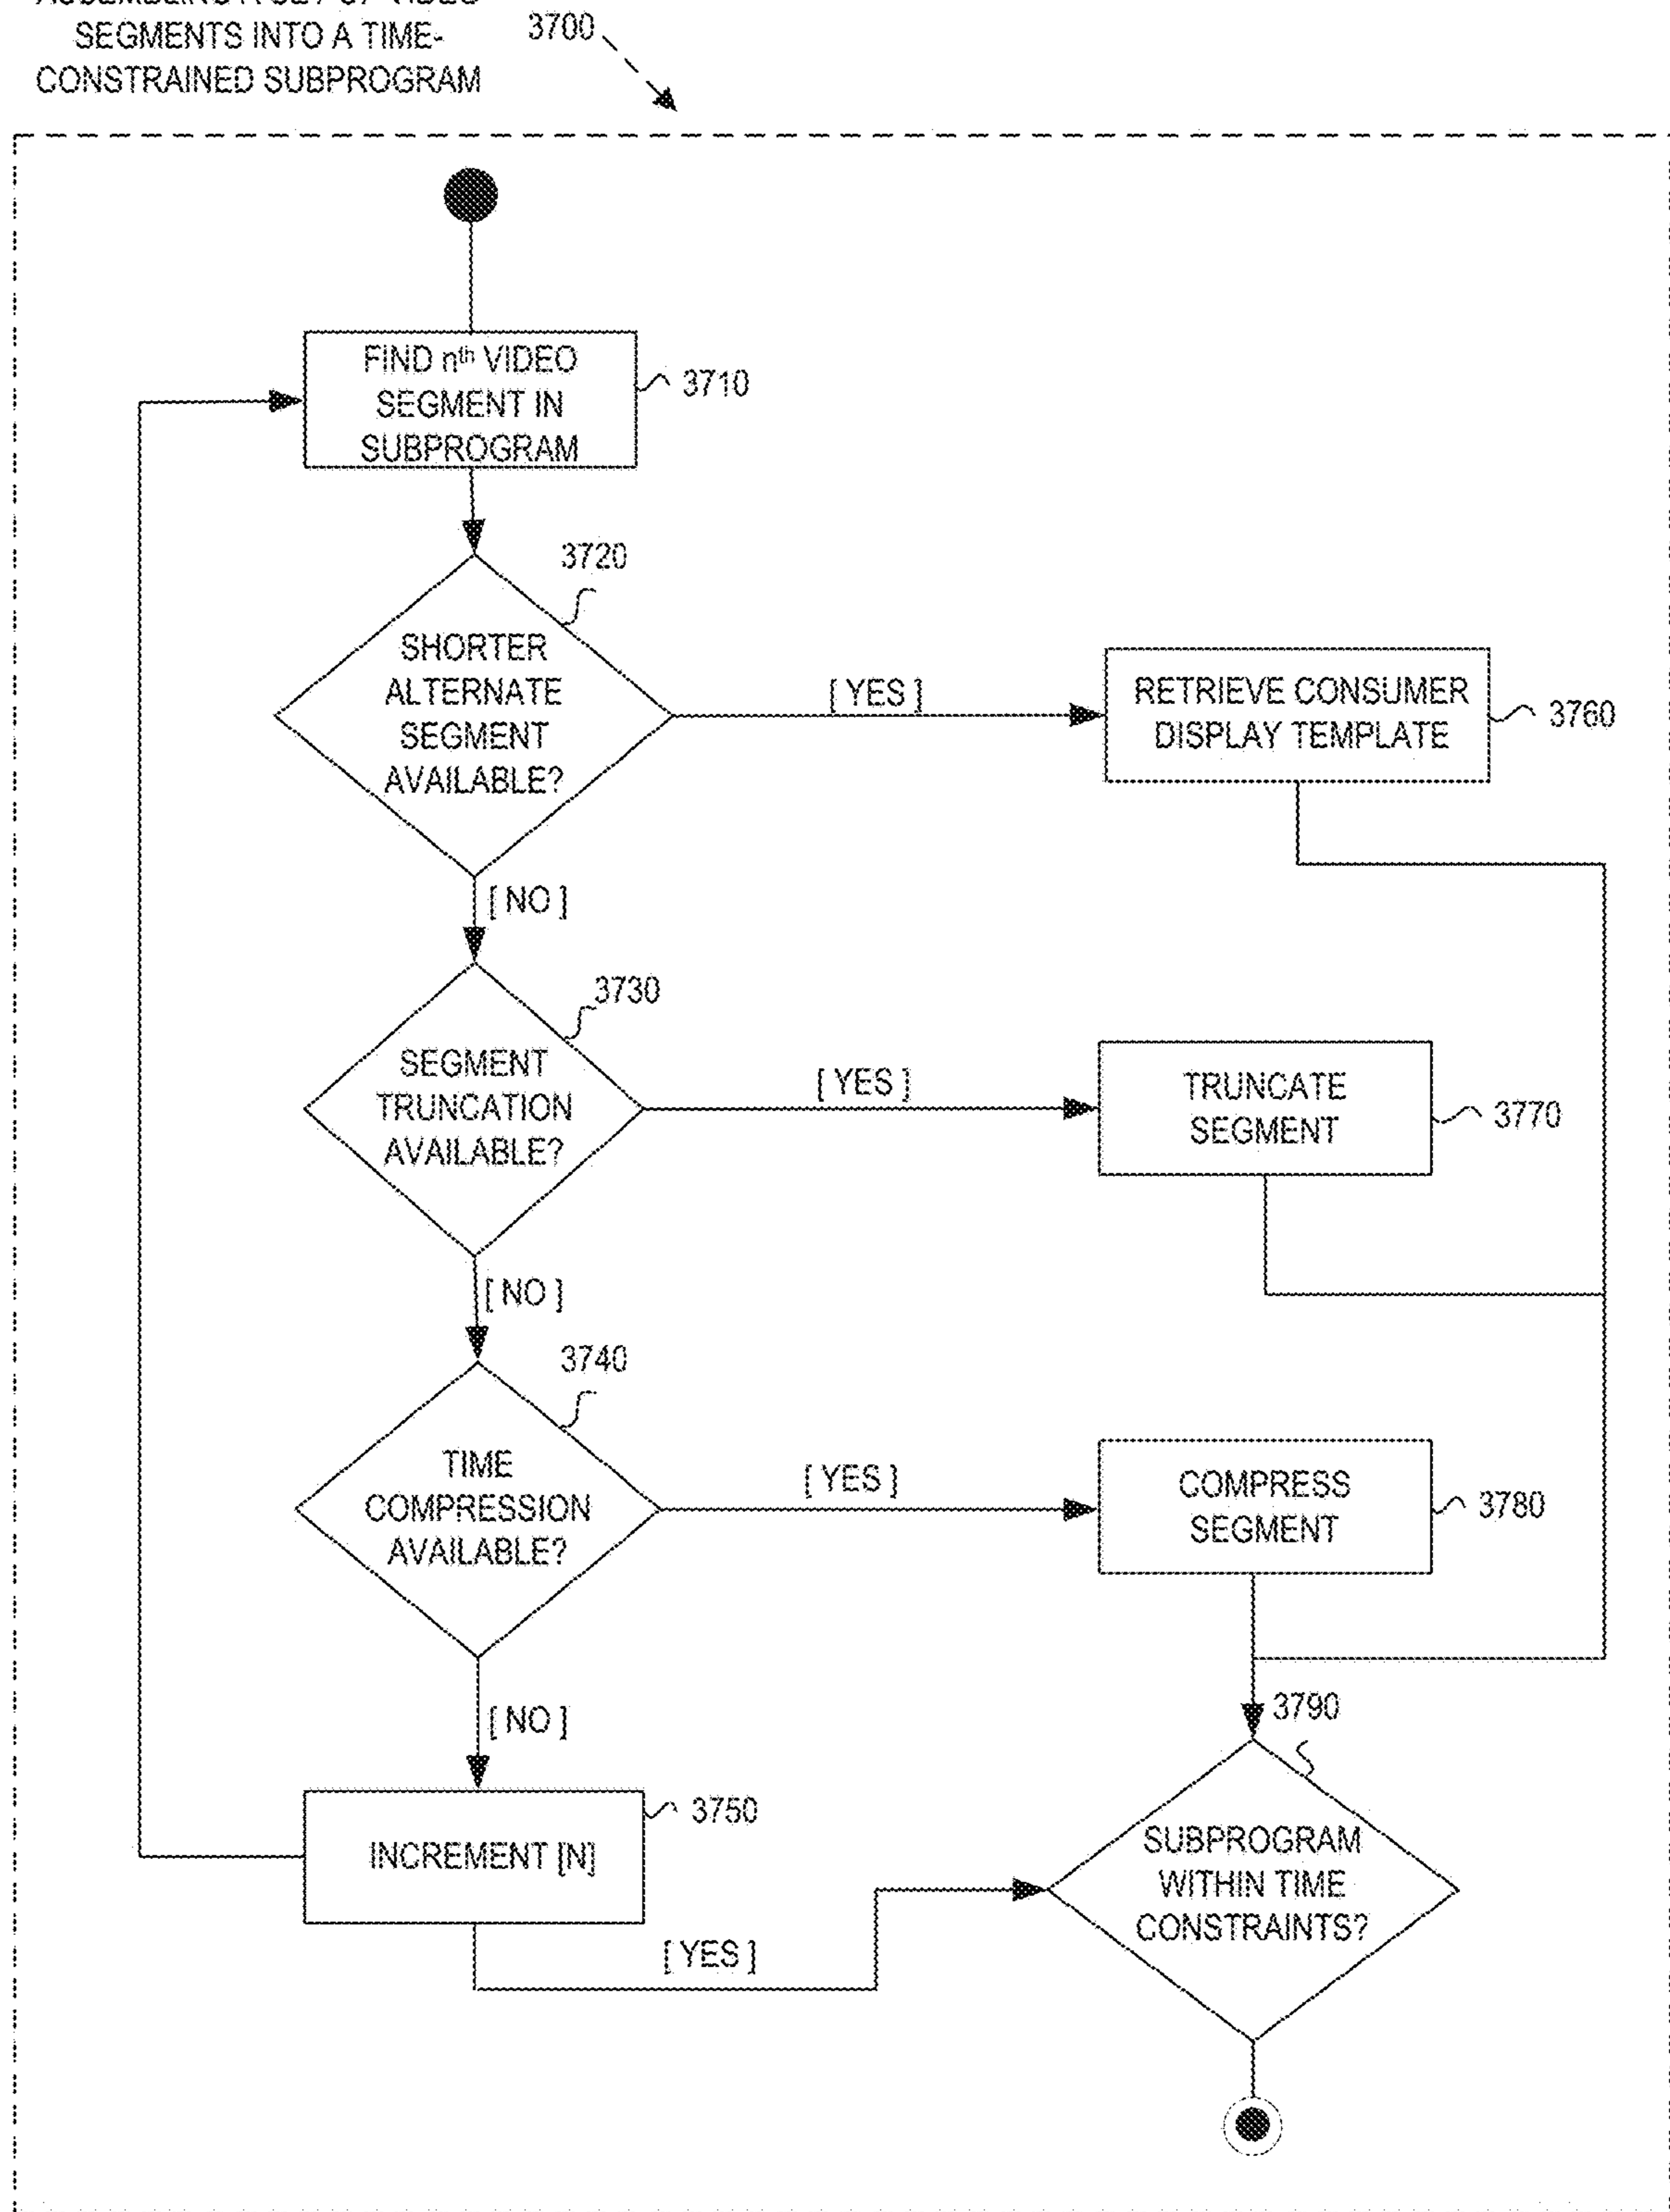 SEGMENTS INTO A TIME-
CONSTRAINED SUBPROGRAM
3700
FIND nth VIDEO
SEGMENT IN
SUBPROGRAM
3710
3720
SHORTER
ALTERNATE
SEGMENT
AVAILABLE?
[ YES ]
RETRIEVE CONSUMER
DISPLAY TEMPLATE
3760
[ NO ]
3730
SEGMENT
TRUNCATION
AVAILABLE?
[ YES ]
TRUNCATE
SEGMENT
3770
[ NO ]
3740
TIME
COMPRESSION
AVAILABLE?
[ YES ]
COMPRESS
SEGMENT
3780
[ NO ]
3790
INCREMENT [N]
3750
SUBPROGRAM
WITHIN TIME
CONSTRAINTS?
[ YES ]